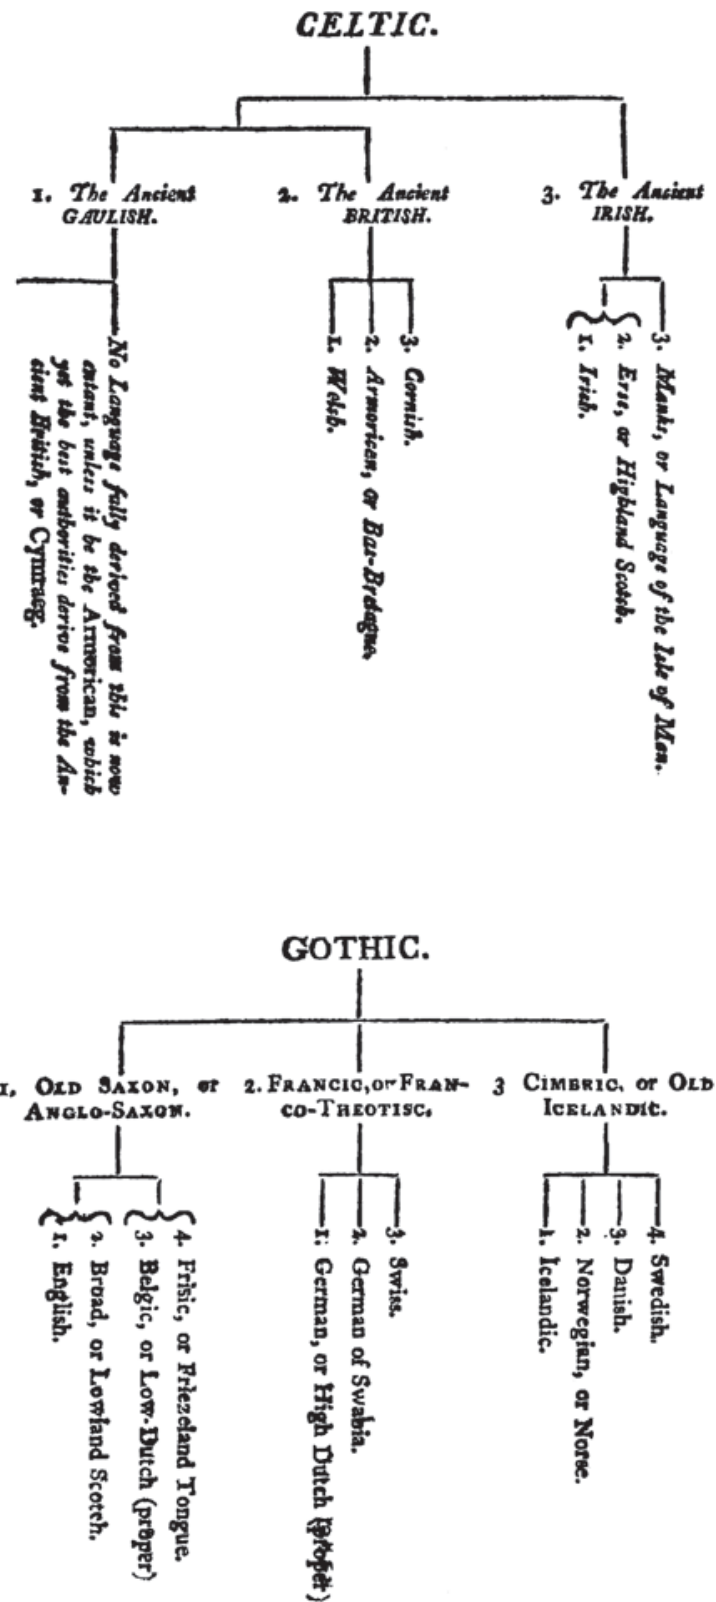 CELTIC.
1. The Ancient
GAULISH.
2. The Ancient
BRITISH.
3. The Ancient
IRISH.
No Language fully derived from this is now
extant, unless it be the Armorican, which
yet the best authorities derive from the An-
cient British, or Cymraeg.
1. Welsh.
2. Armorican, or Bas-Bretagne.
3. Cornish.
1. Irish.
2. Erse, or Highland Scotch.
3. Manks, or Language of the Isle of Man.
GOTHIC.
1, OLD SAXON, or
ANGLO-SAXON.
2. FRANCIC, or FRAN-
CO-THEOTISC.
3 CIMBRIC, or OLD
ICELANDIC.
1. English.
2. Broad, or Lowland Scotch.
3. Belgic, or Low-Dutch (proper)
4. Frisic, or Friezeland Tongue.
1. German, or High Dutch (proper)
2. German of Swabia.
3. Swiss.
1. Icelandic.
2. Norwegian, or Norse.
3. Danish.
4. Swedish.